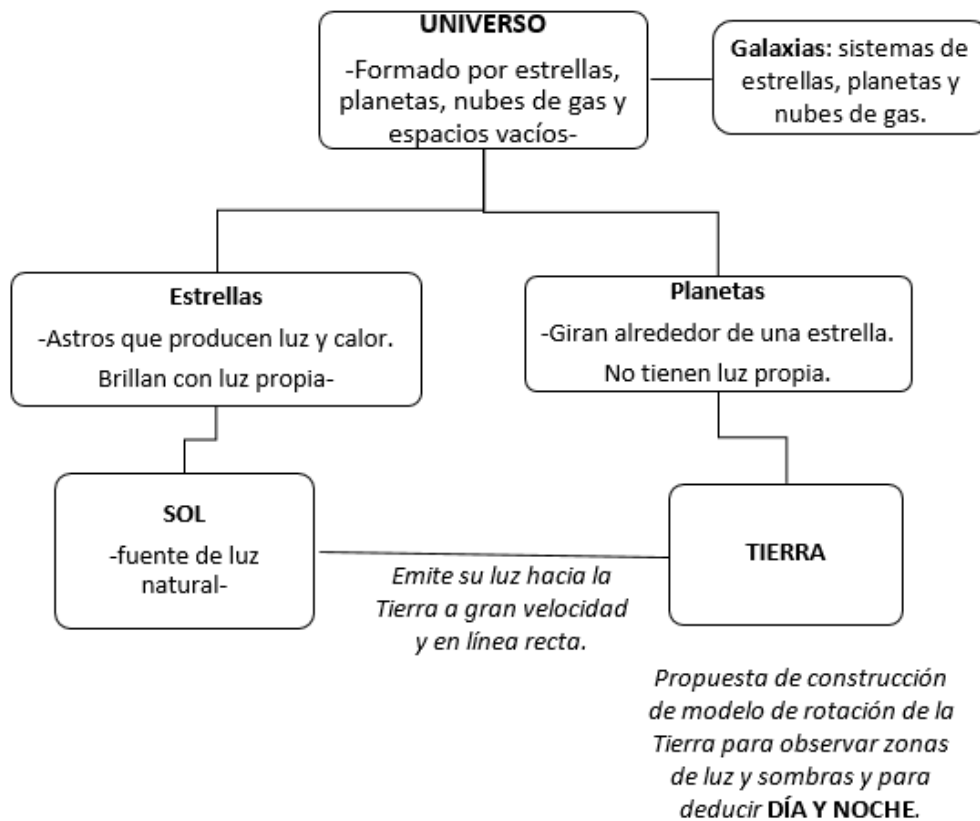 UNIVERSO
-Formado por estrellas,
planetas, nubes de gas y
espacios vacíos-
Galaxias: sistemas de
estrellas, planetas y
nubes de gas.
Estrellas
-Astros que producen luz y calor.
Brillan con luz propia-
Planetas
-Giran alrededor de una estrella.
No tienen luz propia.
SOL
-fuente de luz
natural-
Emite su luz hacia la
Tierra a gran velocidad
y en línea recta.
TIERRA
Propuesta de construcción
de modelo de rotación de la
Tierra para observar zonas
de luz y sombras y para
deducir DÍA Y NOCHE.